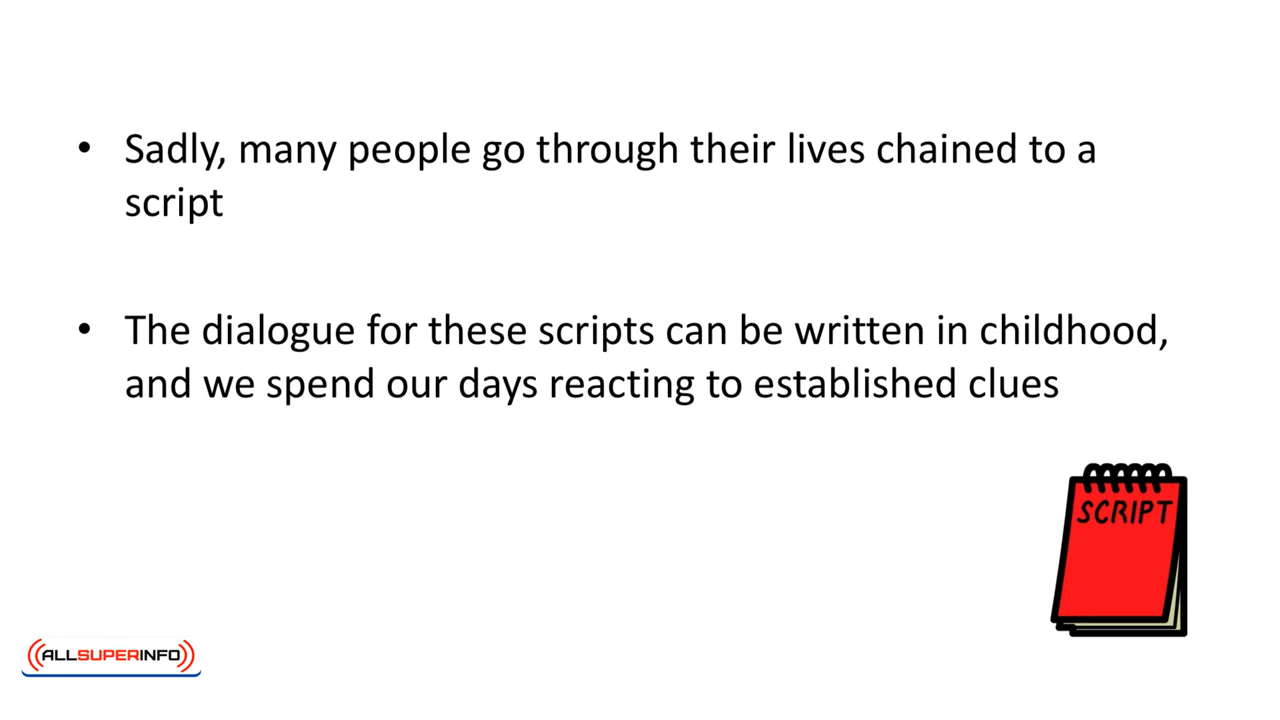 • Sadly, many people go through their lives chained to a
script
• The dialogue for these scripts can be written in childhood,
and we spend our days reacting to established clues
SCRIPT
ALLSUPERINFO